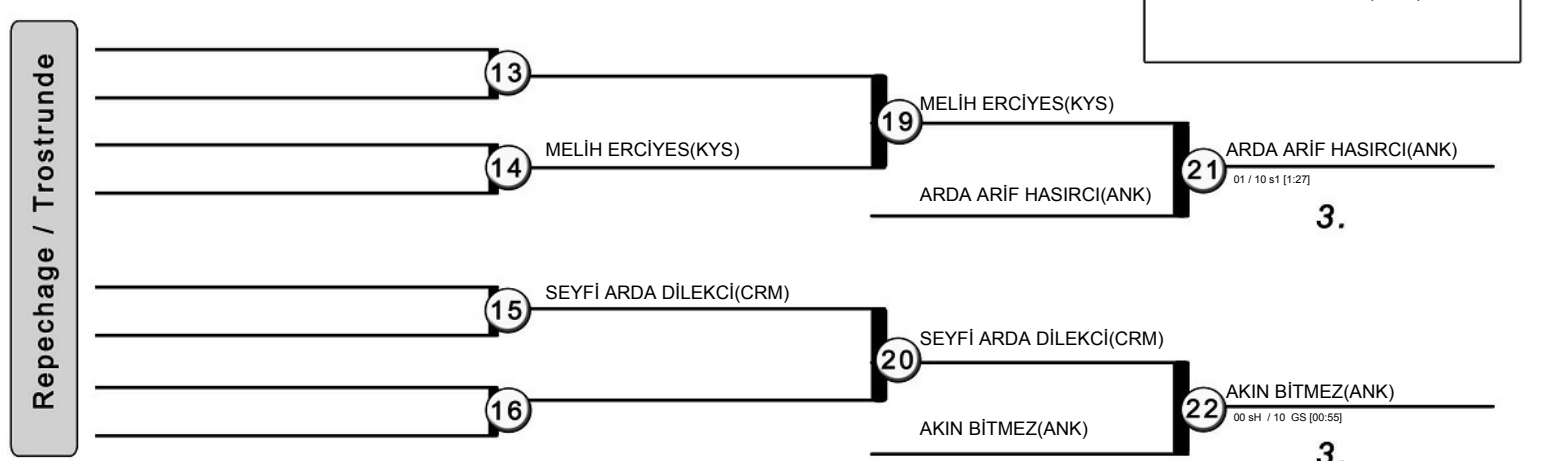 Repechage / Trostrunde
13
14
MELİH ERCİYES(KYS)
19
MELİH ERCİYES(KYS)
ARDA ARİF HASIRCI(ANK)
21
ARDA ARİF HASIRCI(ANK)
01 / 10 s1 [1:27]
3.
15
SEYFİ ARDA DİLEKCİ(CRM)
16
20
SEYFİ ARDA DİLEKCİ(CRM)
AKIN BİTMEZ(ANK)
22
AKIN BİTMEZ(ANK)
00 sH / 10 GS [00:55]
3.